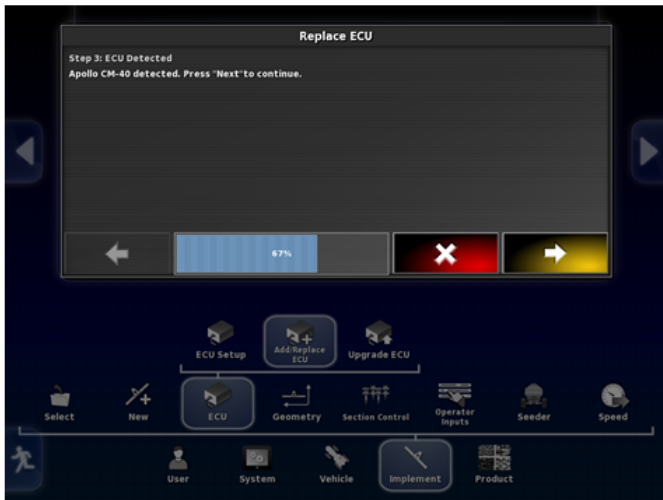 Replace ECU
Step 3: ECU Detected
Apollo CM-40 detected. Press "Next"to continue.
67%
ECU Setup
Add/Replace
ECU
Upgrade ECU
Select
New
ECU
Geometry
Section Control
Operator
Inputs
Seeder
Speed
User
System
Vehicle
Implement
Product